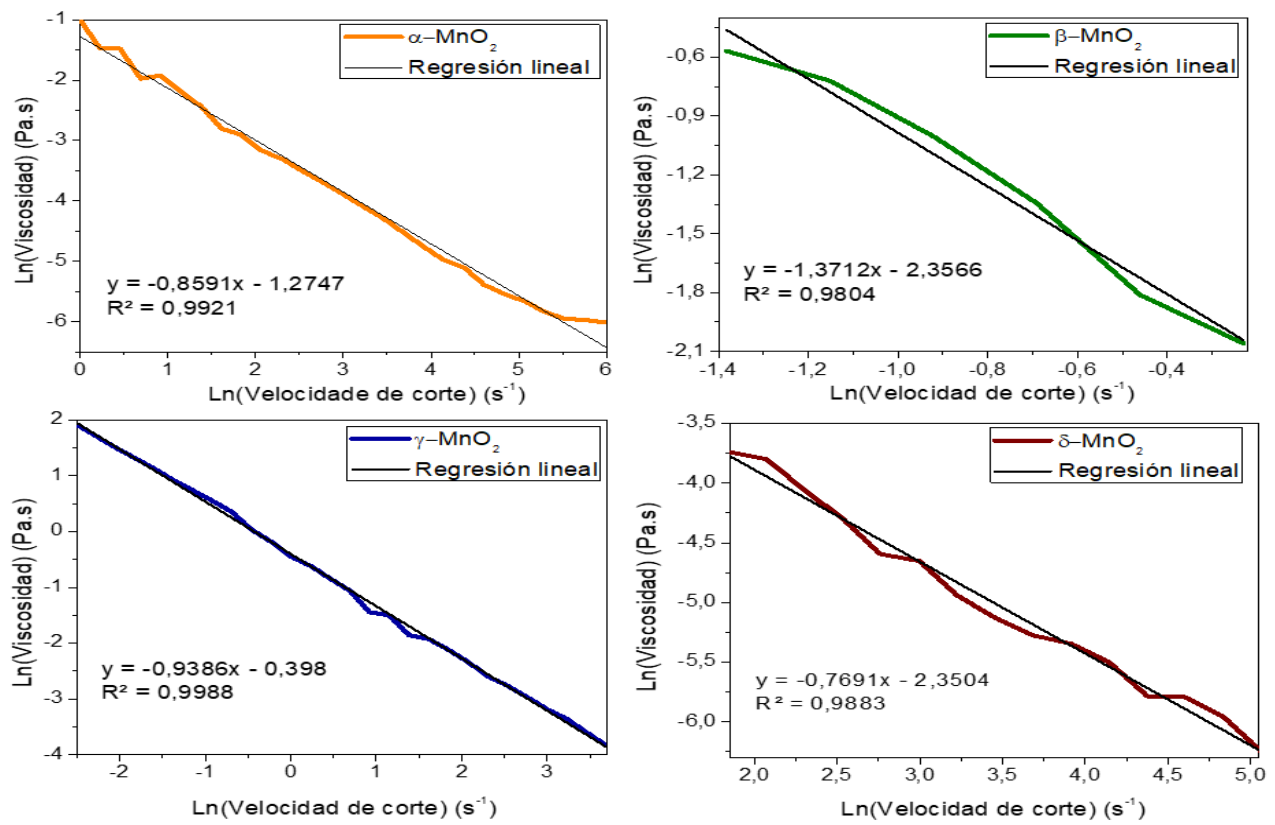 α−MnO₂
Regresión lineal
Ln(Viscosidad) (Pa.s)
-1
-2
-3
-4
-5
-6
y = -0,8591x - 1,2747
R² = 0,9921
0 1 2 3 4 5 6
Ln(Velocidade de corte) (s⁻¹)
β−MnO₂
Regresión lineal
Ln(Viscosidad) (Pa.s)
-0,6
-0,9
-1,2
-1,5
-1,8
-2,1
y = -1,3712x - 2,3566
R² = 0,9804
-1,4 -1,2 -1,0 -0,8 -0,6 -0,4
Ln(Velocidad de corte) (s⁻¹)
γ−MnO₂
Regresión lineal
Ln(Viscosidad) (Pa.s)
2
1
0
-1
-2
-3
-4
y = -0,9386x - 0,398
R² = 0,9988
-2 -1 0 1 2 3
Ln(Velocidad de corte) (s⁻¹)
δ−MnO₂
Regresión lineal
Ln(Viscosidad) (Pa.s)
-3,5
-4,0
-4,5
-5,0
-5,5
-6,0
y = -0,7691x - 2,3504
R² = 0,9883
2,0 2,5 3,0 3,5 4,0 4,5 5,0
Ln(Velocidad de corte) (s⁻¹)